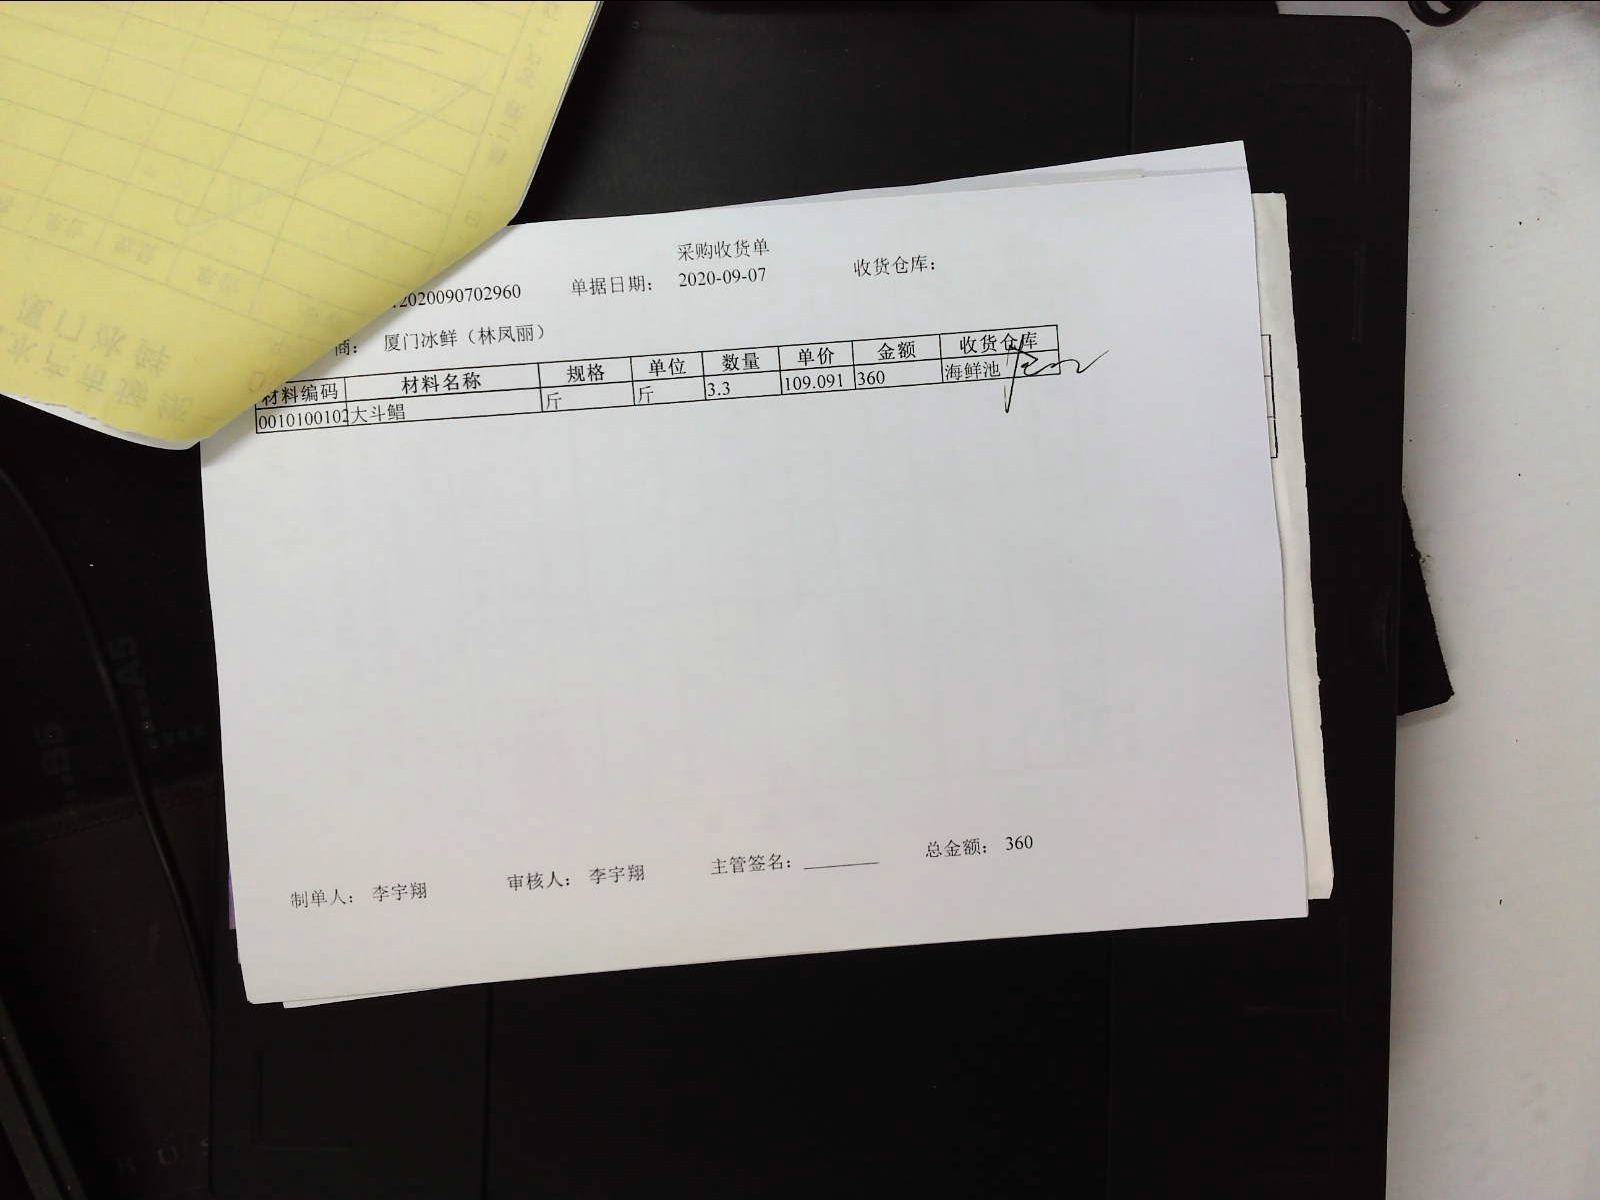 采购收货单
2020090702960 单据日期： 2020-09-07 收货仓库：
商： 厦门冰鲜（林凤丽）
材料编码 材料名称 规格 单位 数量 单价 金额 收货仓库
0010100102 大斗鲳 斤 斤 3.3 109.091 360 海鲜池
制单人： 李宇翔 审核人： 李宇翔 主管签名： 总金额： 360